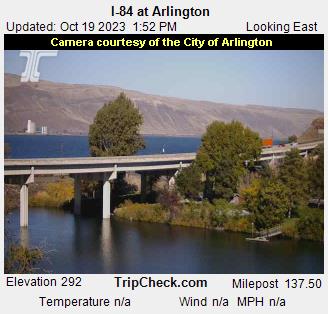 I-84 at Arlington
Updated: Oct 19 2023 1:52 PM Looking East
Camera courtesy of the City of Arlington
Elevation 292 TripCheck.com Milepost 137.50
Temperature n/a Wind n/a MPH n/a